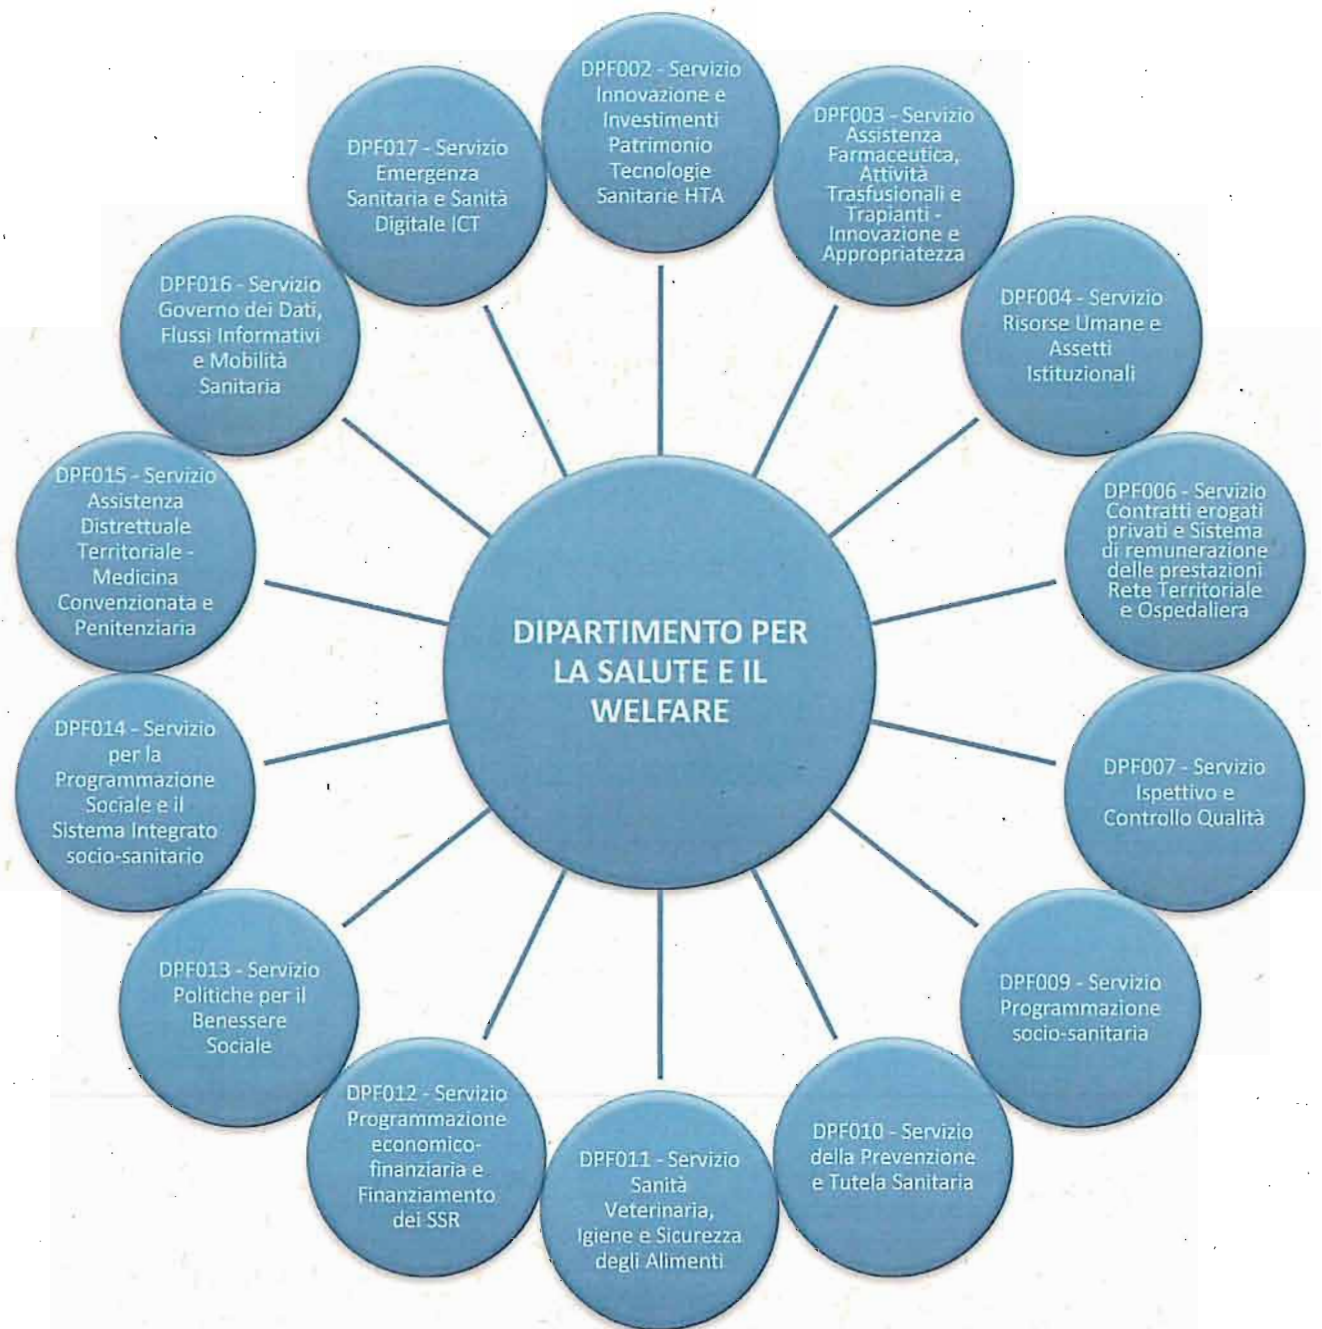 DPF002 - Servizio
Innovazione e
Investimenti
Patrimonio
Tecnologie
Sanitarie HTA
DPF003 - Servizio
Assistenza
Farmaceutica,
Attività
Trasfusionali e
Trapianti -
Innovazione e
Appropriatezza
DPF004 - Servizio
Risorse Umane e
Assetti
Istituzionali
DPF006 - Servizio
Contratti erogati
privati e Sistema
di remunerazione
delle prestazioni
Rete Territoriale
e Ospedaliera
DPF007 - Servizio
Ispettivo e
Controllo Qualità
DPF009 - Servizio
Programmazione
socio-sanitaria
DPF010 - Servizio
della Prevenzione
e Tutela Sanitaria
DPF011 - Servizio
Sanità
Veterinaria,
Igiene e Sicurezza
degli Alimenti
DPF012 - Servizio
Programmazione
economico-
finanziaria e
Finanziamento
dei SSR
DPF013 - Servizio
Politiche per il
Benessere
Sociale
DPF014 - Servizio
per la
Programmazione
Sociale e il
Sistema Integrato
socio-sanitario
DPF015 - Servizio
Assistenza
Distrettuale
Territoriale -
Medicina
Convenzionata e
Penitenziaria
DPF016 - Servizio
Governo dei Dati,
Flussi Informativi
e Mobilità
Sanitaria
DPF017 - Servizio
Emergenza
Sanitaria e Sanità
Digitale ICT
DIPARTIMENTO PER
LA SALUTE E IL
WELFARE